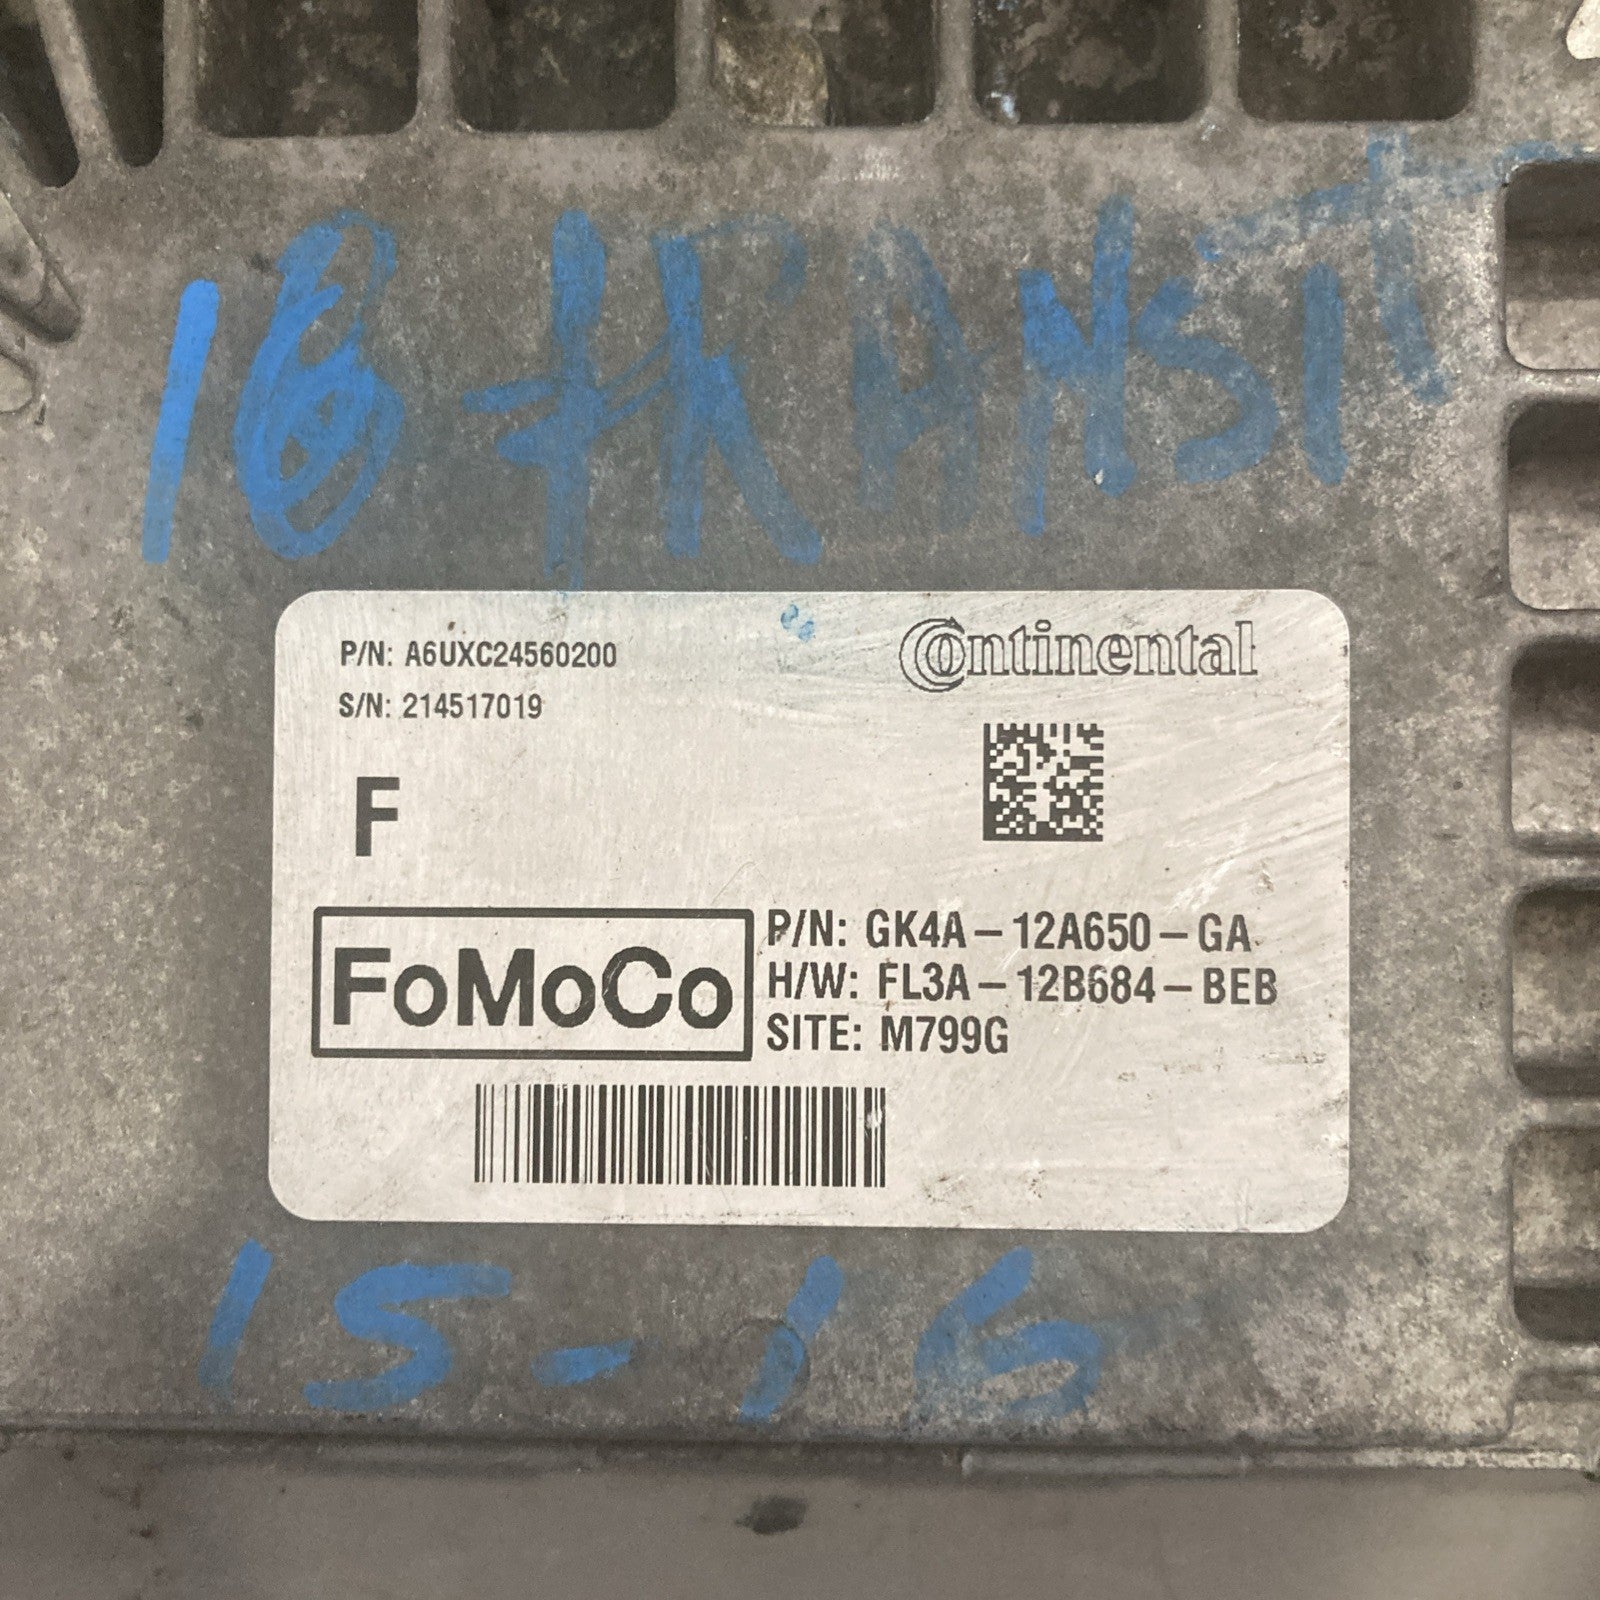 16 tRANSIT
P/N: A6UXC24560200
Continental
S/N: 214517019
F
FoMoCo
P/N: GK4A-12A650-GA
H/W: FL3A-12B684-BEB
SITE: M799G
15-16